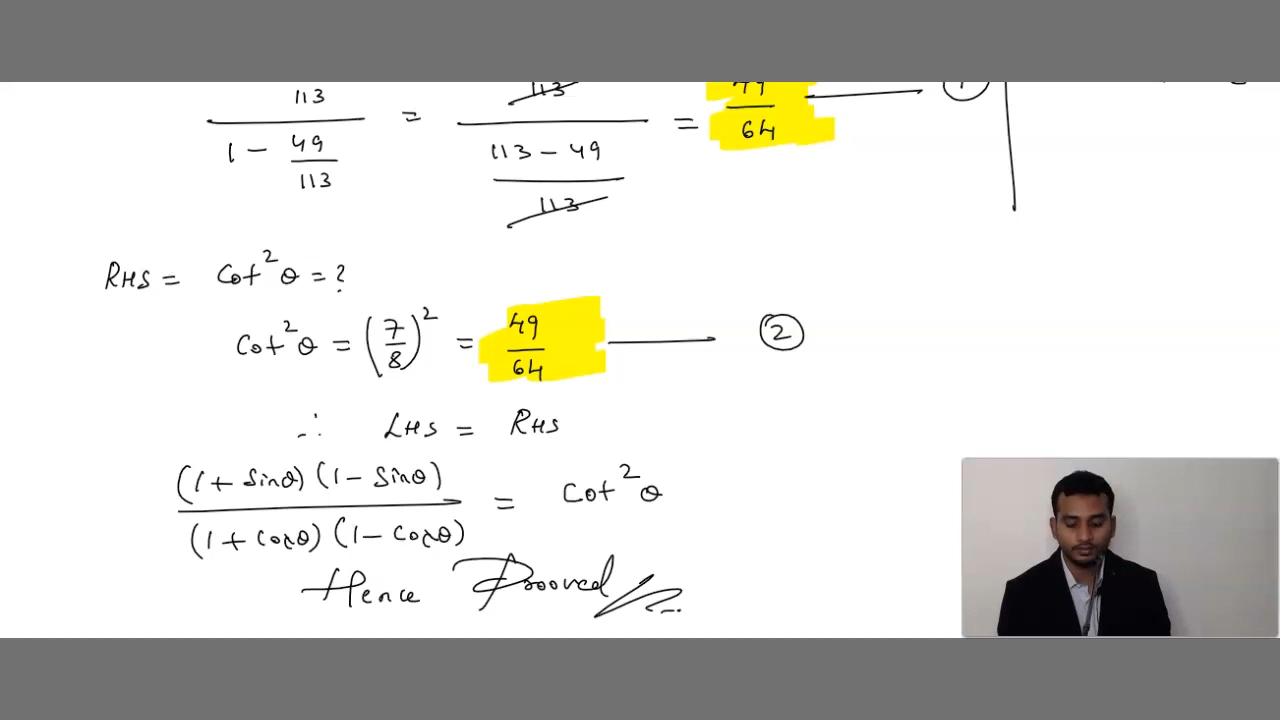 113 / (1 - 49/113) = 113 / ((113 - 49)/113) = 49/64 ——— ①
RHS = Cot²θ = ?
Cot²θ = (7/8)² = 49/64 ——— ②
∴ LHS = RHS
(1 + Sinθ) (1 - Sinθ) / (1 + Cosθ) (1 - Cosθ) = Cot²θ
Hence Prooved